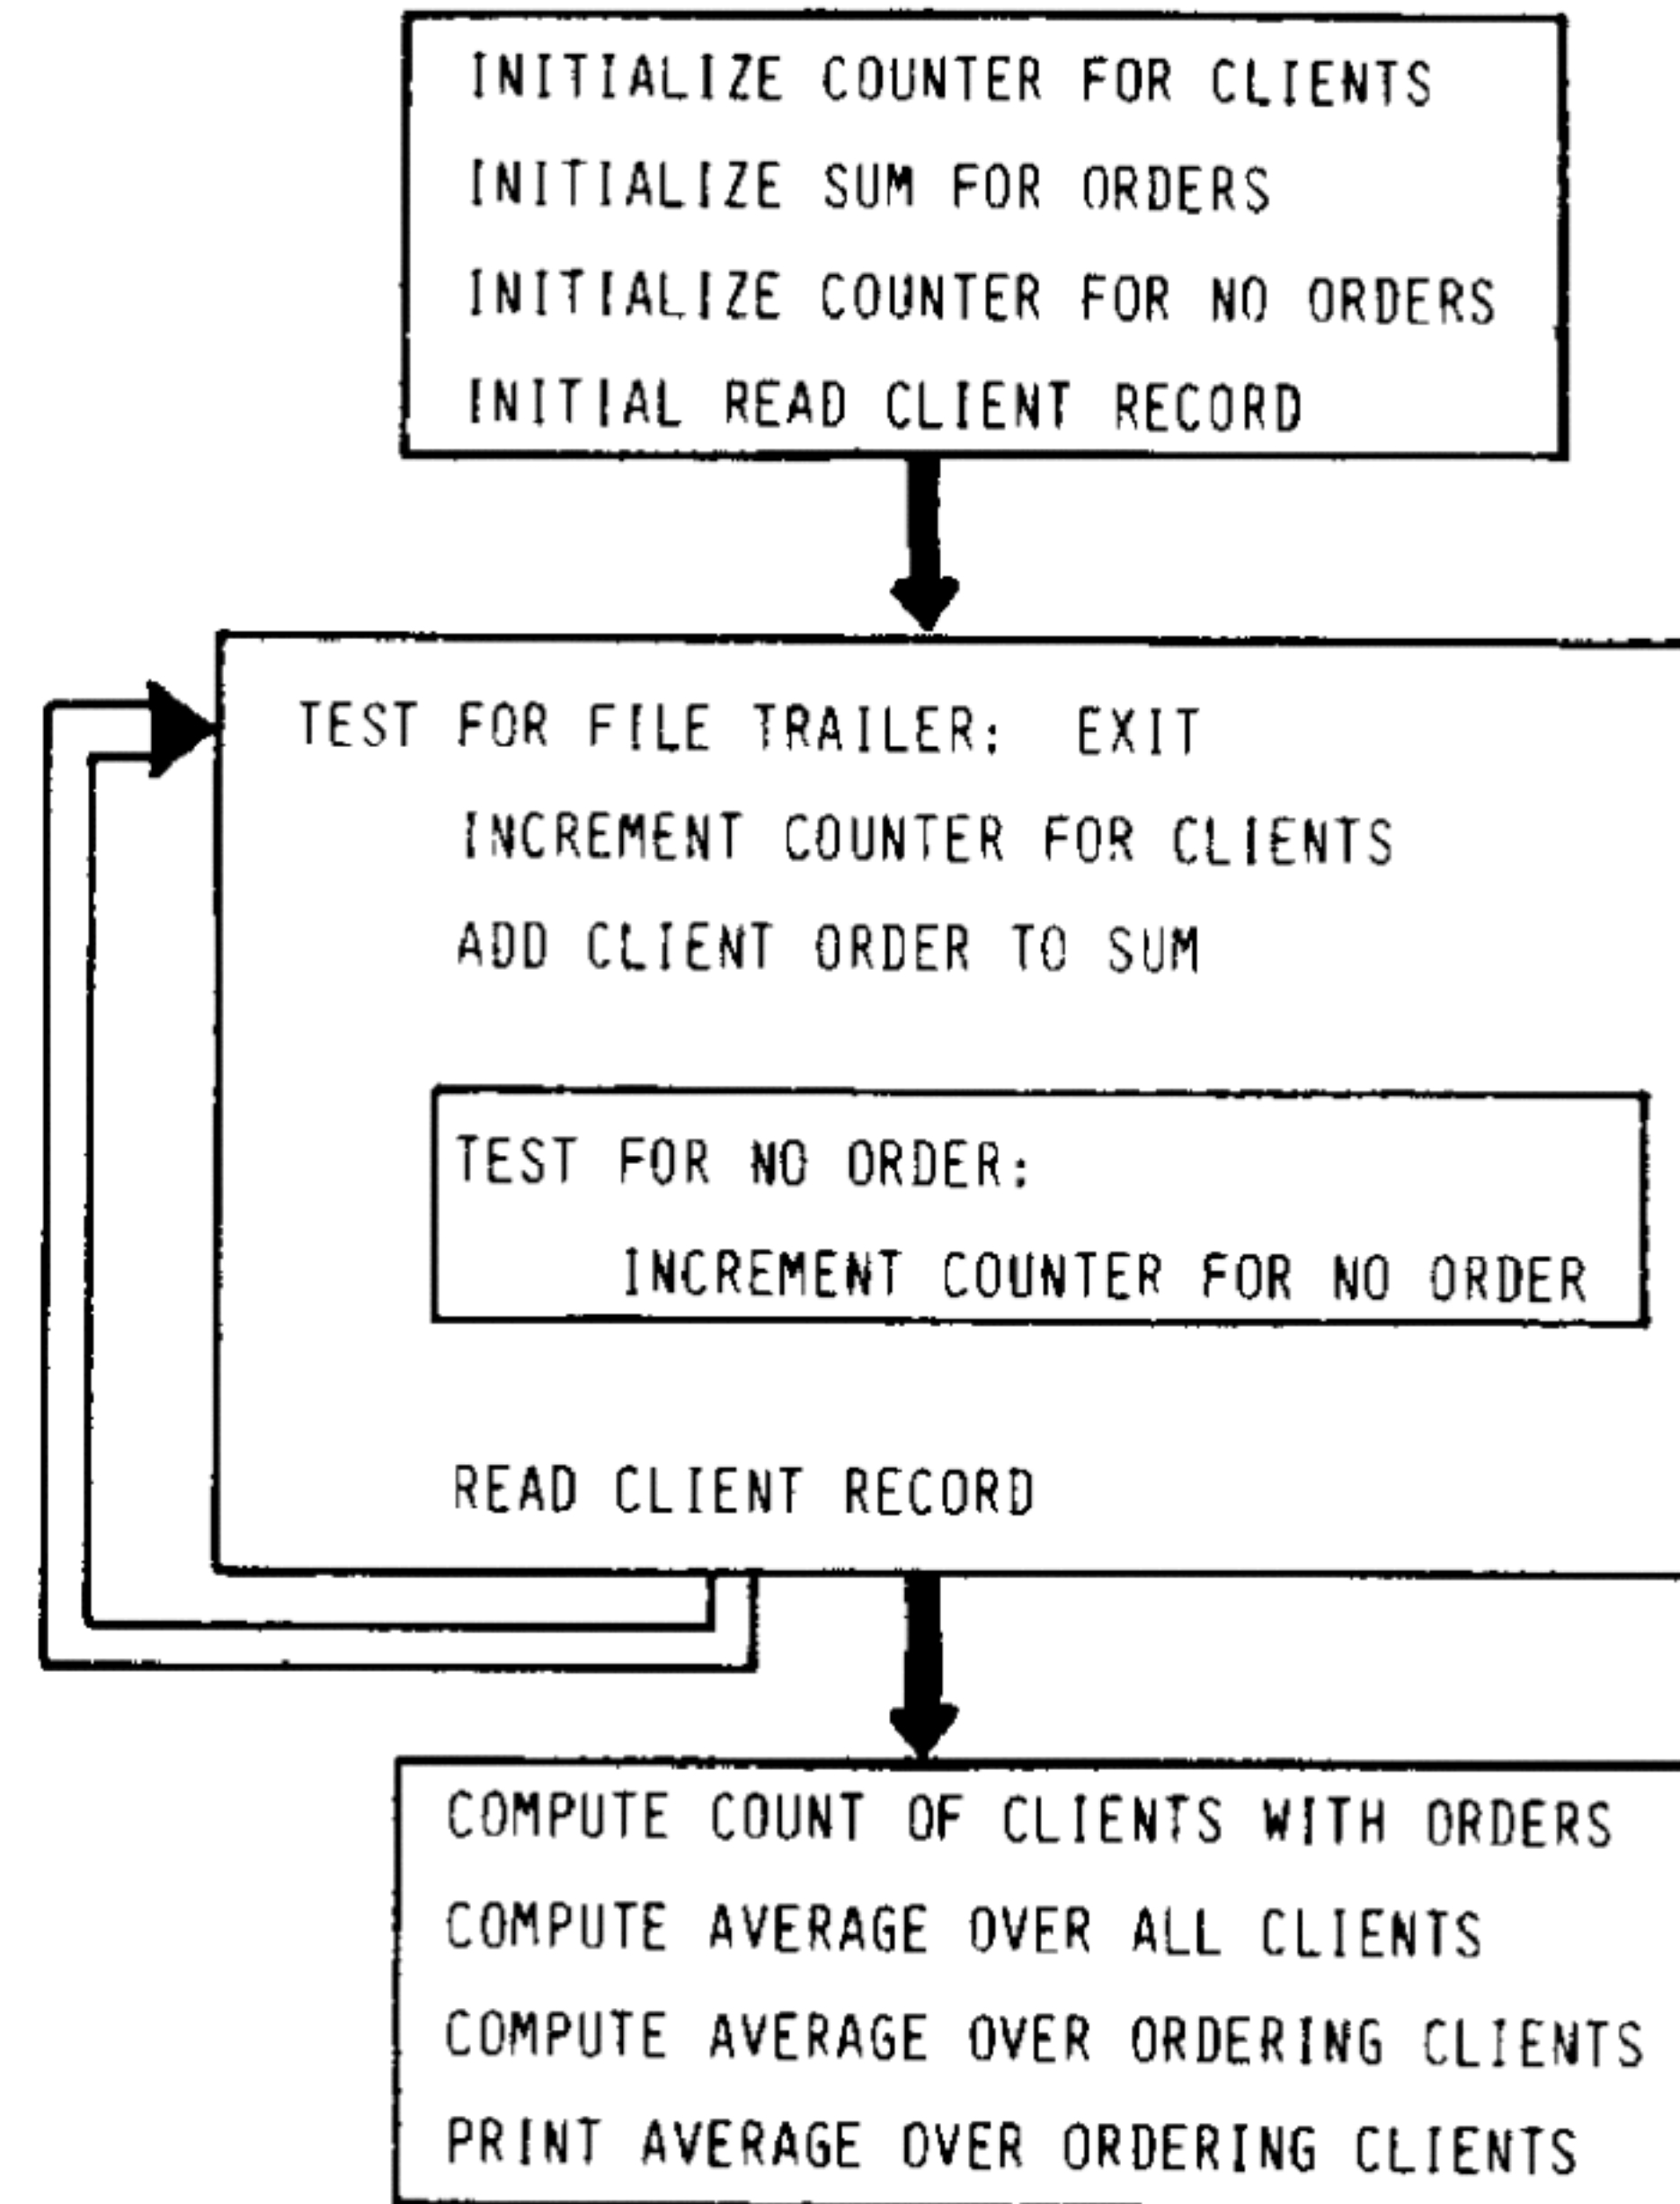 INITIALIZE COUNTER FOR CLIENTS
INITIALIZE SUM FOR ORDERS
INITIALIZE COUNTER FOR NO ORDERS
INITIAL READ CLIENT RECORD
TEST FOR FILE TRAILER: EXIT
INCREMENT COUNTER FOR CLIENTS
ADD CLIENT ORDER TO SUM
TEST FOR NO ORDER:
INCREMENT COUNTER FOR NO ORDER
READ CLIENT RECORD
COMPUTE COUNT OF CLIENTS WITH ORDERS
COMPUTE AVERAGE OVER ALL CLIENTS
COMPUTE AVERAGE OVER ORDERING CLIENTS
PRINT AVERAGE OVER ORDERING CLIENTS